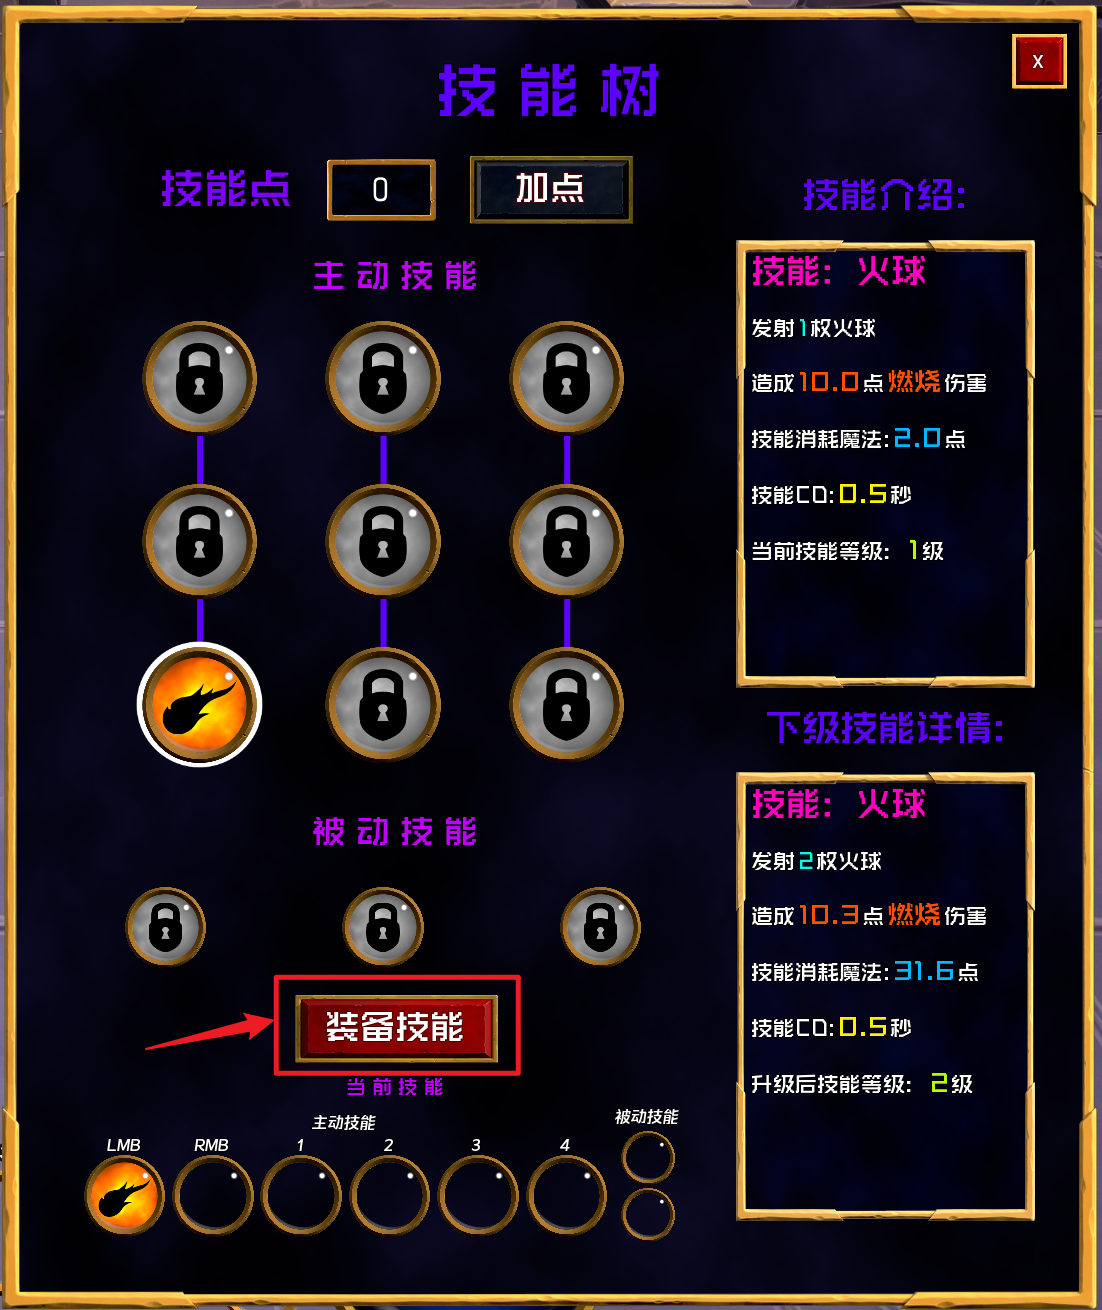 X
技能树
技能点
0
加点
主动技能
被动技能
装备技能
当前技能
主动技能
被动技能
LMB
RMB
1
2
3
4
技能介绍:
技能: 火球
发射1枚火球
造成10.0点燃烧伤害
技能消耗魔法:2.0点
技能CD:0.5秒
当前技能等级: 1级
下级技能详情:
技能: 火球
发射2枚火球
造成10.3点燃烧伤害
技能消耗魔法:31.6点
技能CD:0.5秒
升级后技能等级: 2级